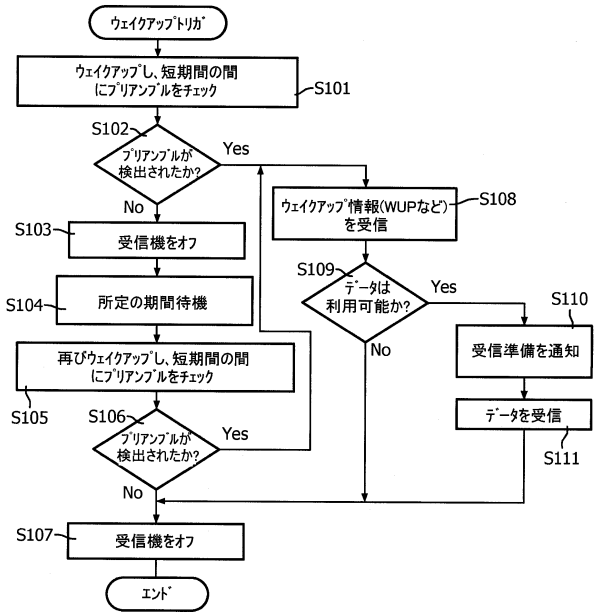 ウェイクアップトリガ
ウェイクアップし、短期間の間
にプリアンブルをチェック
S101
S102
プリアンブルが
検出されたか?
Yes
No
S103
受信機をオフ
S104
所定の期間待機
再びウェイクアップし、短期間の間
にプリアンブルをチェック
S105
S106
プリアンブルが
検出されたか?
Yes
No
S107
受信機をオフ
エンド
ウェイクアップ情報(WUPなど)
を受信
S108
S109
データは
利用可能か?
Yes
No
S110
受信準備を通知
データを受信
S111